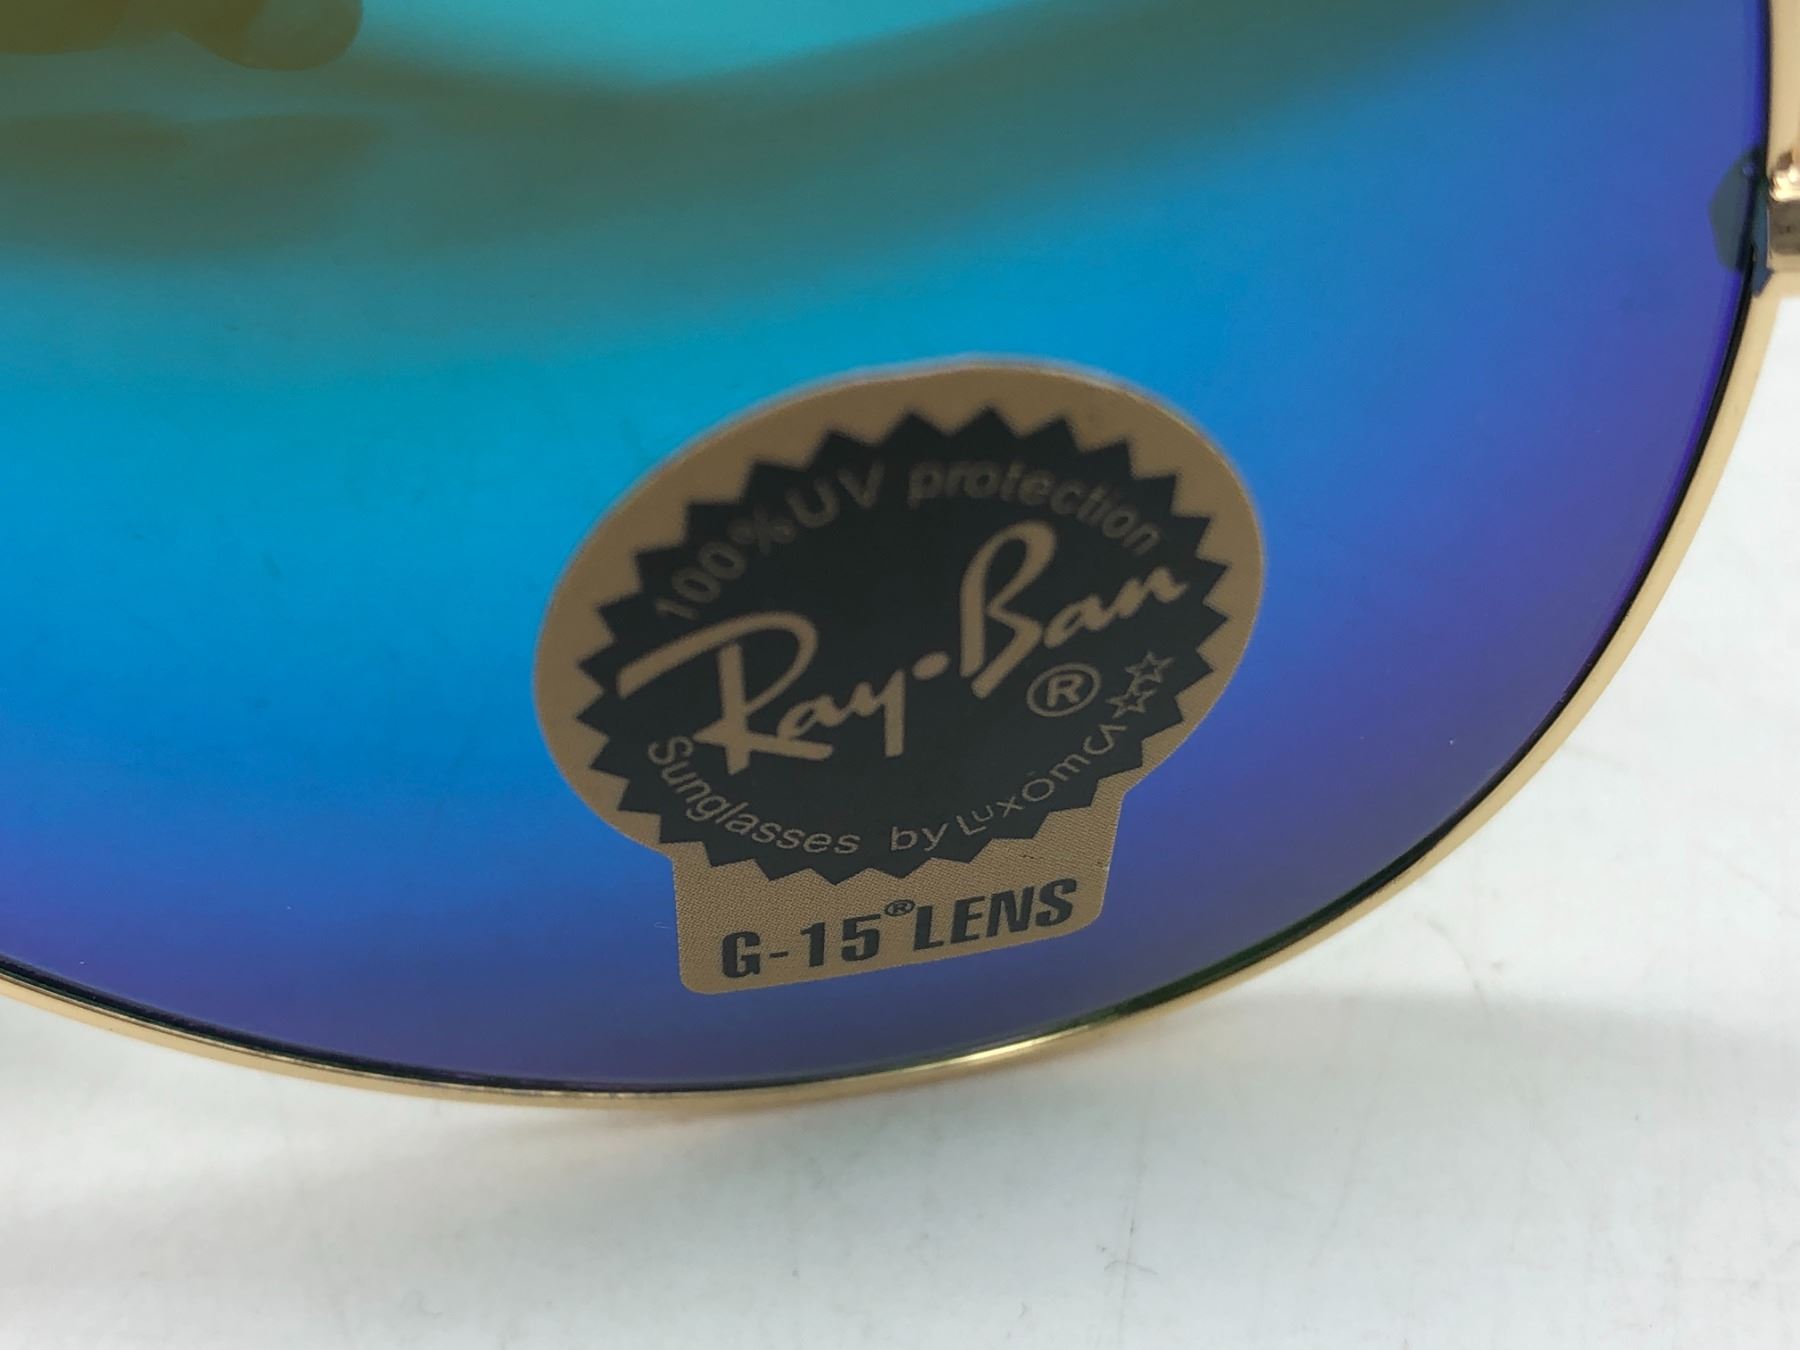 100% UV protection
Ray-Ban®
Sunglasses by Luxottica
G-15® LENS